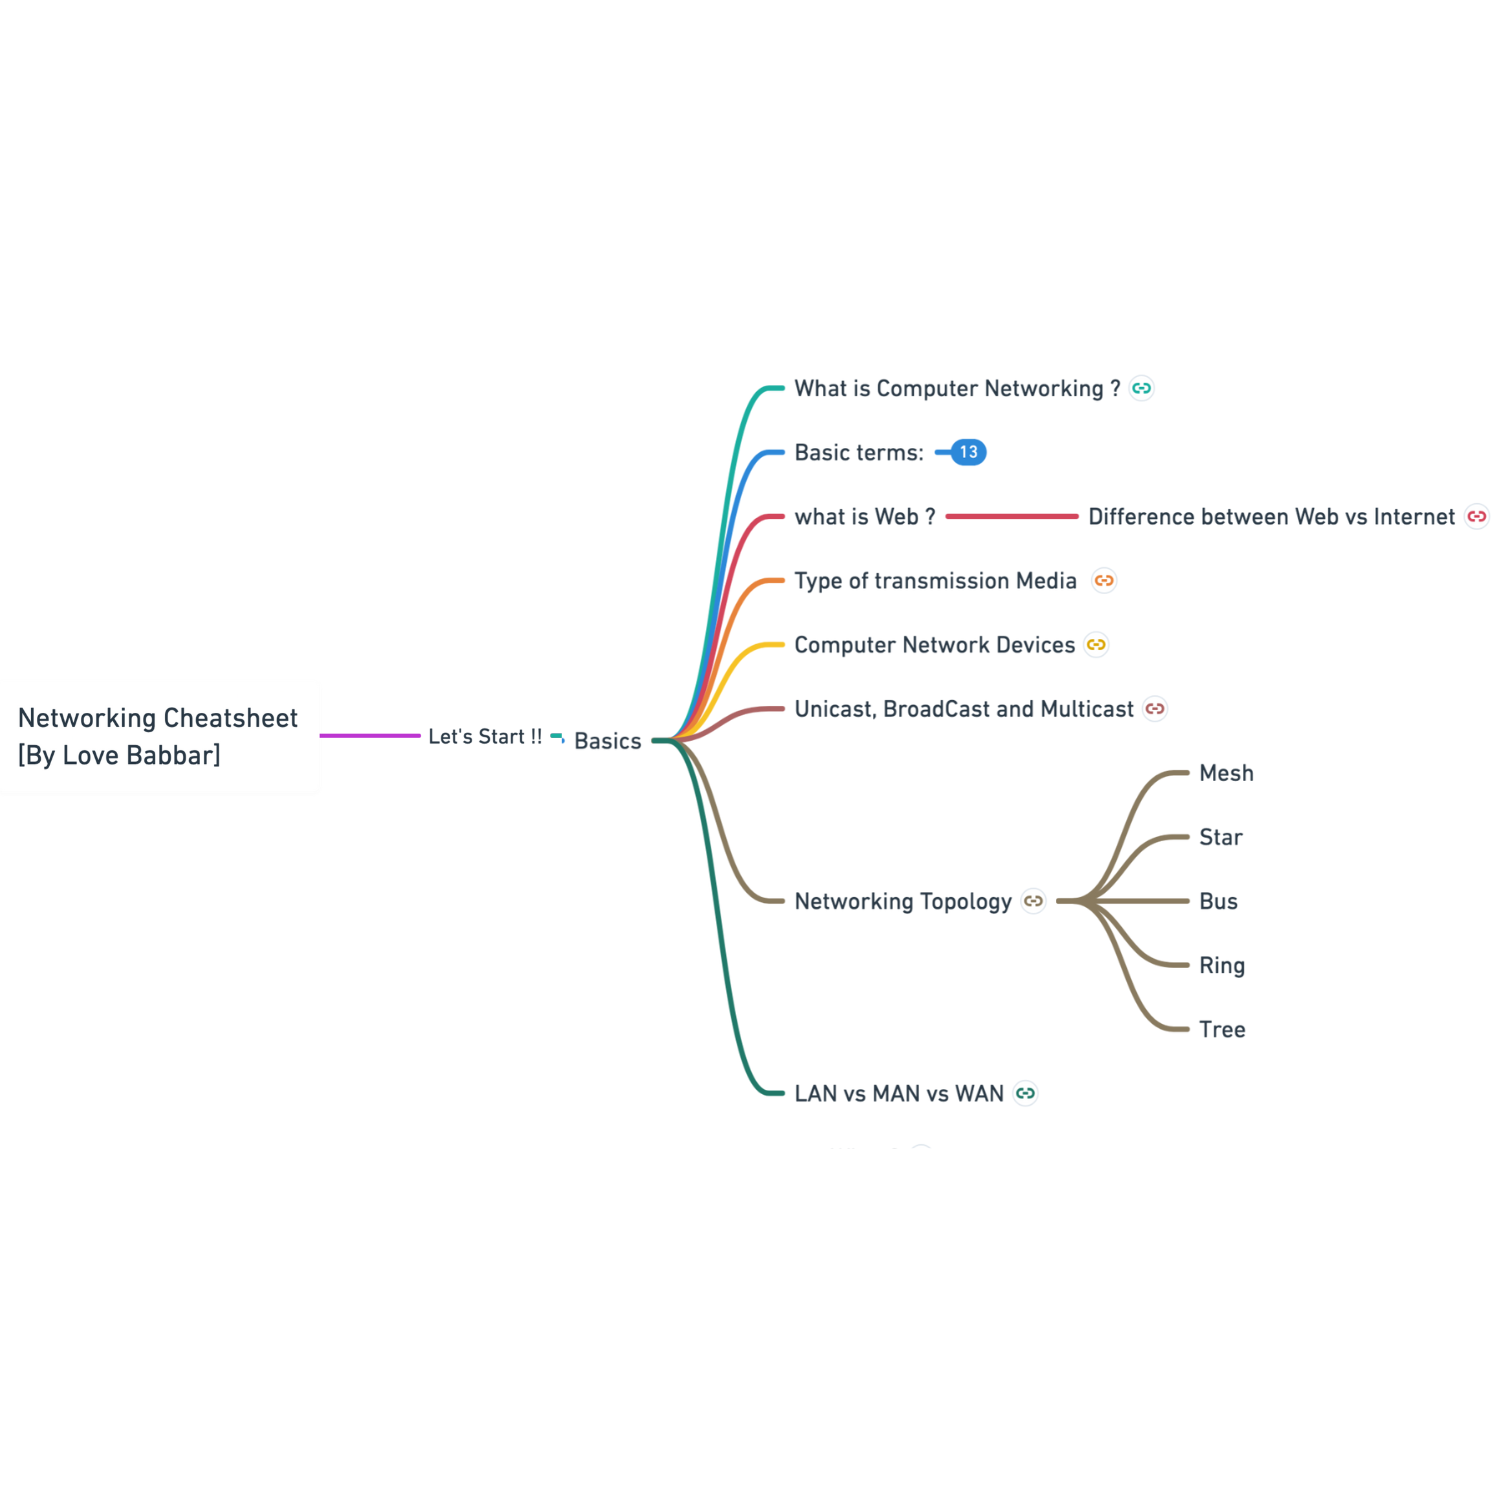 Networking Cheatsheet
[By Love Babbar]
Let's Start !!
Basics
What is Computer Networking ?
Basic terms: 13
what is Web ?
Difference between Web vs Internet
Type of transmission Media
Computer Network Devices
Unicast, BroadCast and Multicast
Networking Topology
Mesh
Star
Bus
Ring
Tree
LAN vs MAN vs WAN